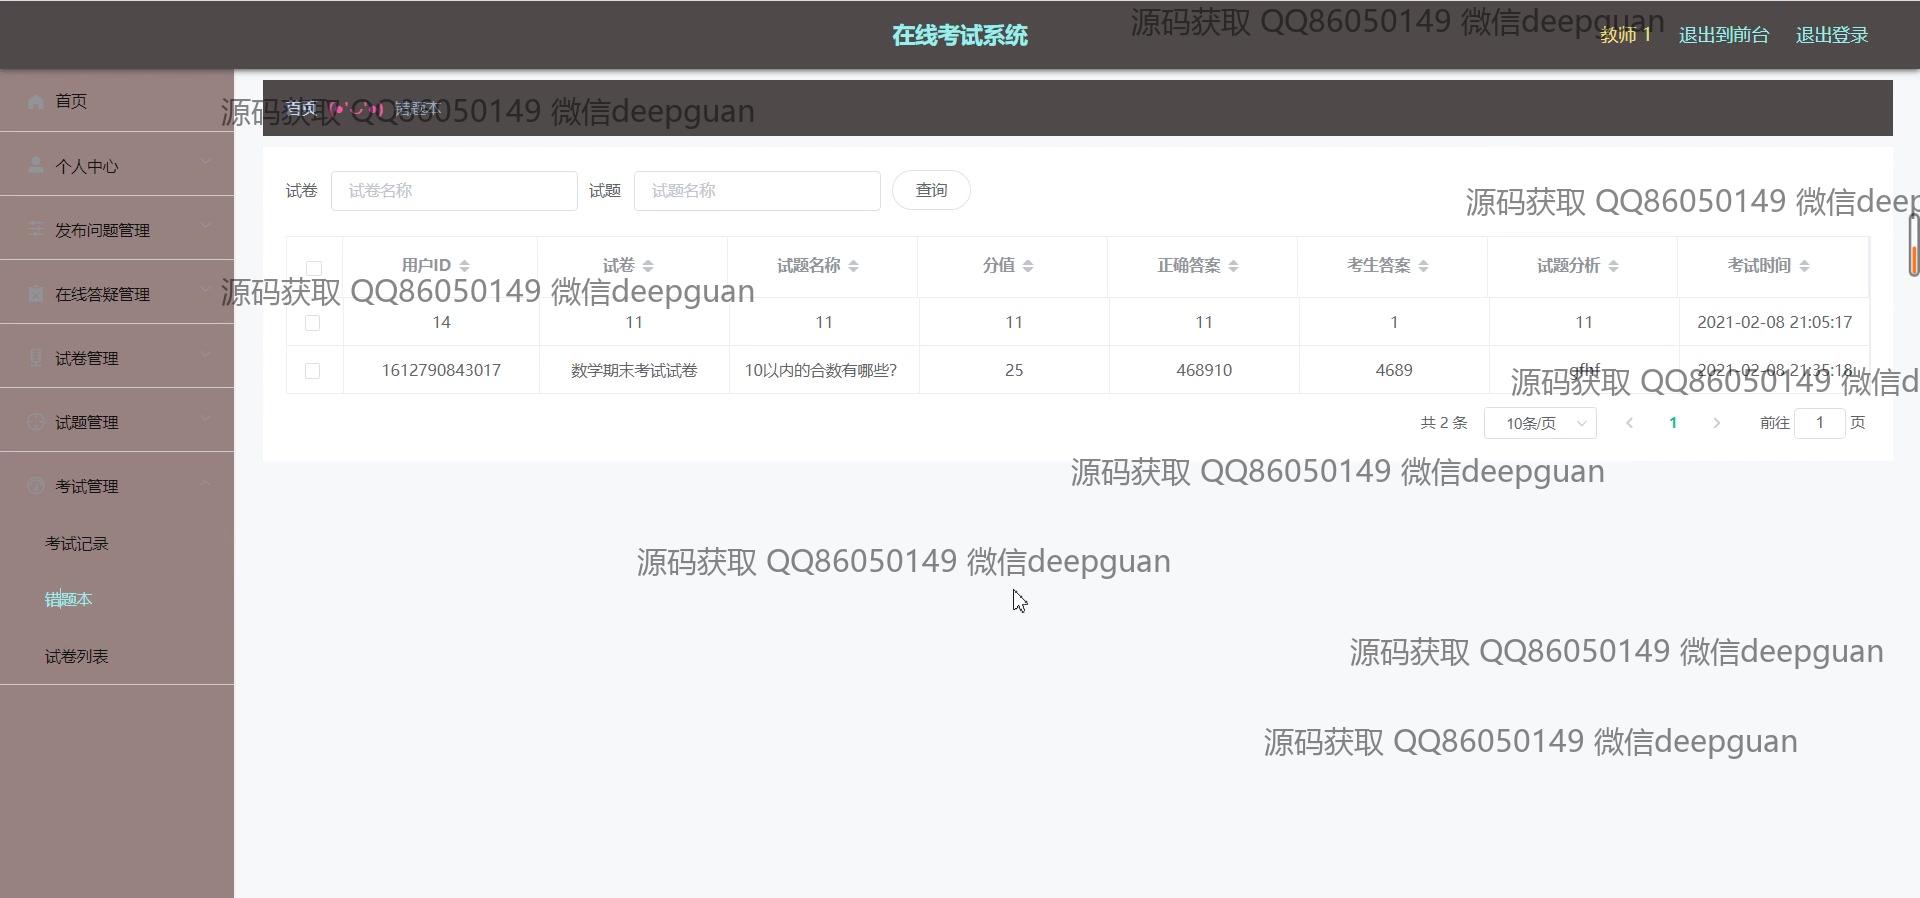 在线考试系统
源码获取 QQ86050149 微信deepguan
教师 1 退出到前台 退出登录
首页
首页 (●'◡'●) 错题本
源码获取 QQ86050149 微信deepguan
个人中心
试卷 试卷名称 试题 试题名称 查询
源码获取 QQ86050149 微信deep
发布问题管理
用户ID 试卷 试题名称 分值 正确答案 考生答案 试题分析 考试时间
在线答疑管理
源码获取 QQ86050149 微信deepguan
14 11 11 11 11 1 11 2021-02-08 21:05:17
试卷管理
1612790843017 数学期末考试试卷 10以内的合数有哪些? 25 468910 4689 gfhf 2021-02-08 21:35:18
源码获取 QQ86050149 微信d
试题管理
共 2 条 10条/页 1 前往 1 页
源码获取 QQ86050149 微信deepguan
考试管理
考试记录
源码获取 QQ86050149 微信deepguan
错题本
试卷列表
源码获取 QQ86050149 微信deepguan
源码获取 QQ86050149 微信deepguan